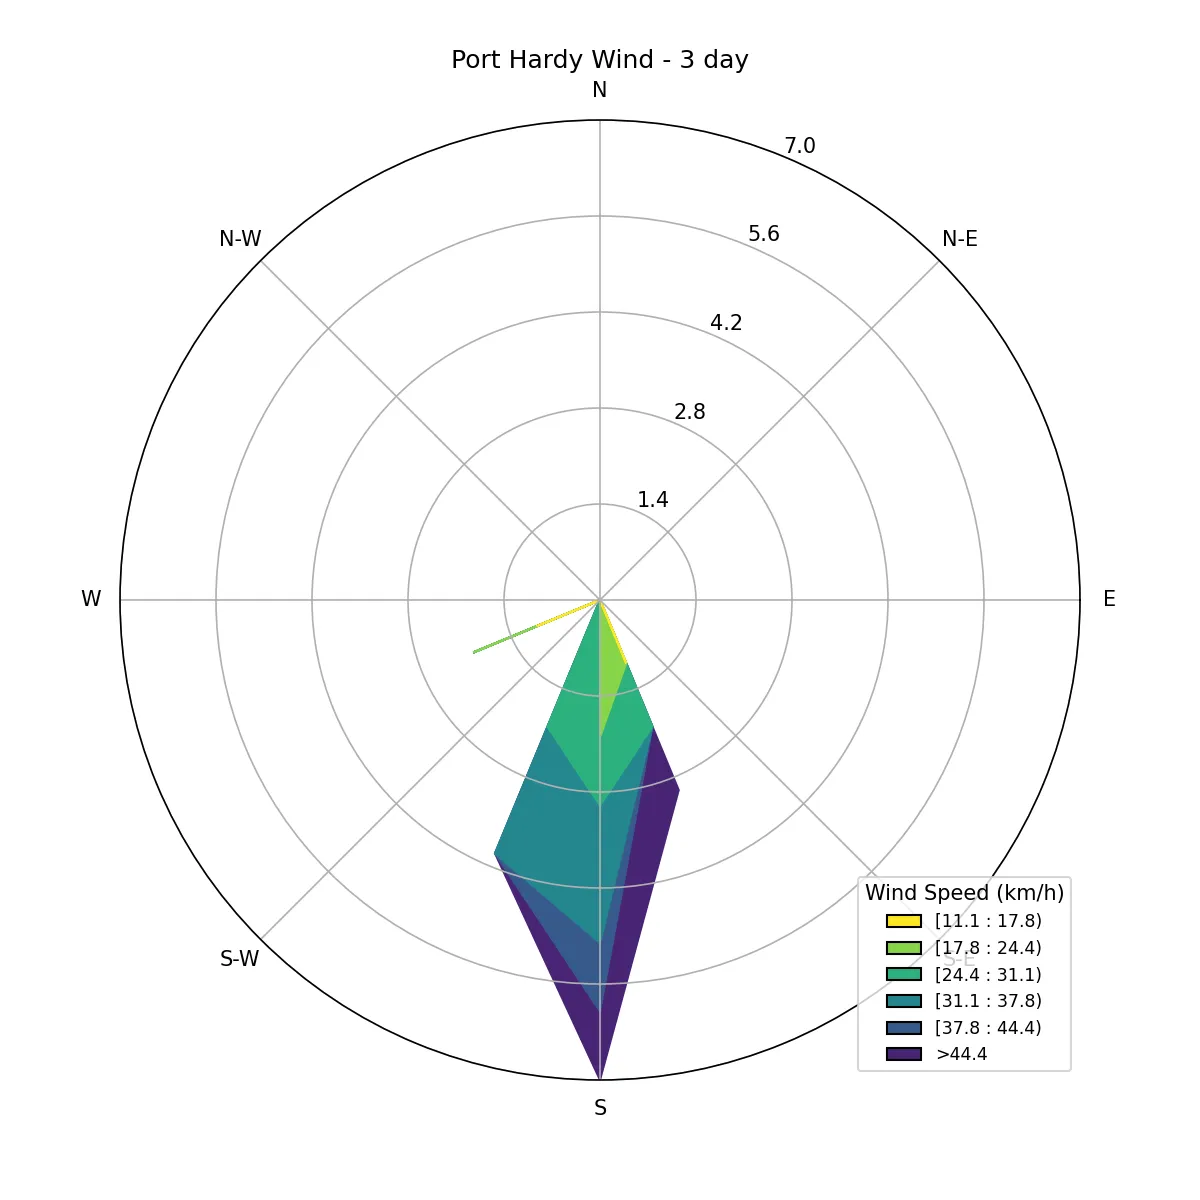 Port Hardy Wind - 3 day
N
7.0
N-W
N-E
5.6
4.2
2.8
1.4
W
E
S-W
S-E
S
Wind Speed (km/h)
[11.1 : 17.8)
[17.8 : 24.4)
[24.4 : 31.1)
[31.1 : 37.8)
[37.8 : 44.4)
>44.4